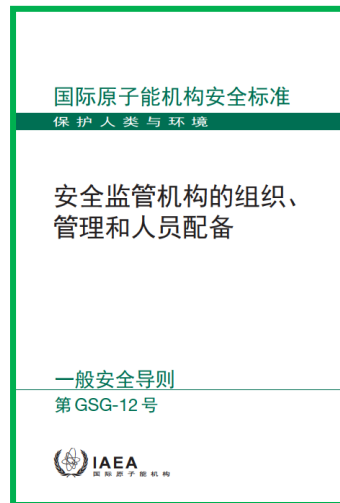 国际原子能机构安全标准
保护人类与环境
安全监管机构的组织、
管理和人员配备
一般安全导则
第 GSG-12 号
IAEA
国际原子能机构